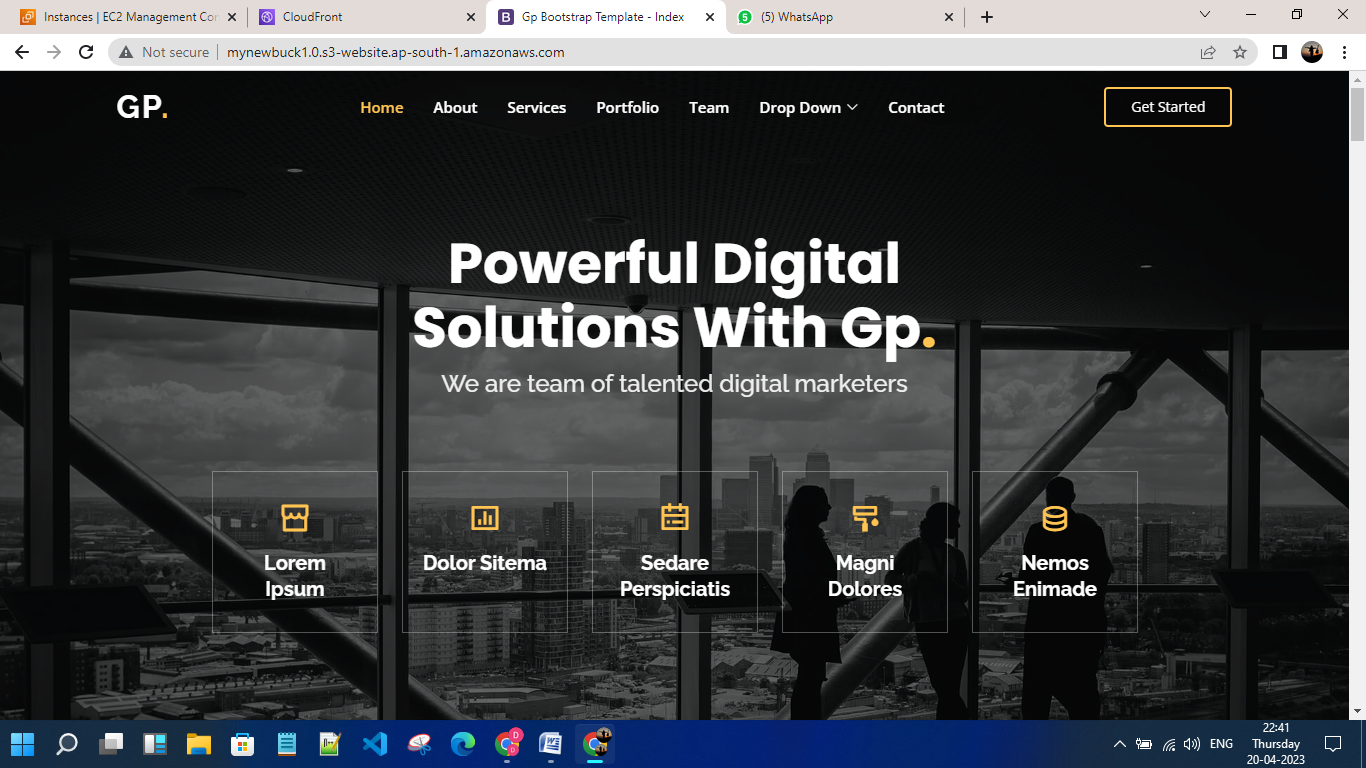 Instances | EC2 Management Con
CloudFront
Gp Bootstrap Template - Index
(5) WhatsApp
Not secure
mynewbuck1.0.s3-website.ap-south-1.amazonaws.com
GP.
Home
About
Services
Portfolio
Team
Drop Down
Contact
Get Started
Powerful Digital
Solutions With Gp.
We are team of talented digital marketers
Lorem
Ipsum
Dolor Sitema
Sedare
Perspiciatis
Magni
Dolores
Nemos
Enimade
ENG
22:41
Thursday
20-04-2023